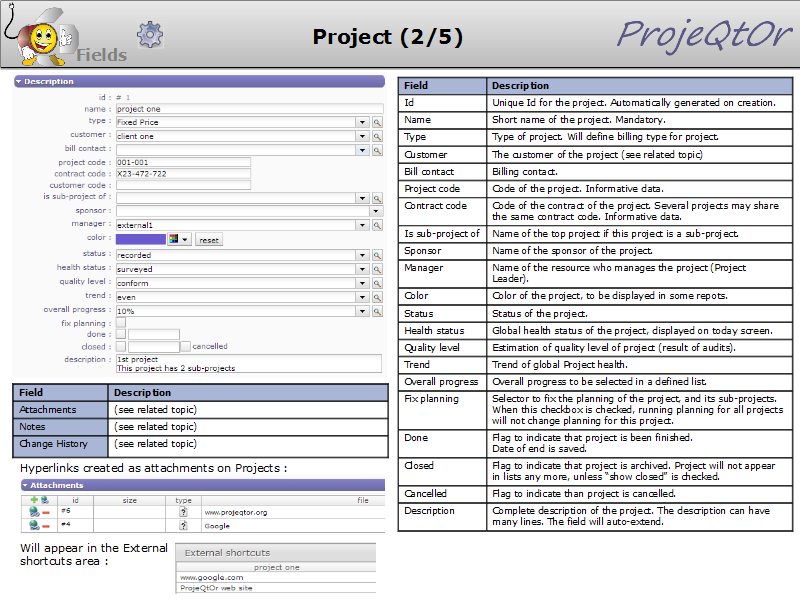 Fields
Project (2/5)
ProjeQtOr
Description
id : # 1
name : project one
type : Fixed Price
customer : client one
bill contact :
project code : 001-001
contract code : X23-472-722
customer code :
is sub-project of :
sponsor :
manager : external1
color : reset
status : recorded
health status : surveyed
quality level : conform
trend : even
overall progress : 10%
fix planning :
done :
closed : cancelled
description : 1st project
This project has 2 sub-projects
Field Description
Attachments (see related topic)
Notes (see related topic)
Change History (see related topic)
Hyperlinks created as attachments on Projects :
Attachments
id size type file
#6 www.projeqtor.org
#4 Google
Will appear in the External
shortcuts area :
External shortcuts
project one
www.google.com
ProjeQtOr web site
Field Description
Id Unique Id for the project. Automatically generated on creation.
Name Short name of the project. Mandatory.
Type Type of project. Will define billing type for project.
Customer The customer of the project (see related topic)
Bill contact Billing contact.
Project code Code of the project. Informative data.
Contract code Code of the contract of the project. Several projects may share
the same contract code. Informative data.
Is sub-project of Name of the top project if this project is a sub-project.
Sponsor Name of the sponsor of the project.
Manager Name of the resource who manages the project (Project
Leader).
Color Color of the project, to be displayed in some repots.
Status Status of the project.
Health status Global health status of the project, displayed on today screen.
Quality level Estimation of quality level of project (result of audits).
Trend Trend of global Project health.
Overall progress Overall progress to be selected in a defined list.
Fix planning Selector to fix the planning of the project, and its sub-projects.
When this checkbox is checked, running planning for all projects
will not change planning for this project.
Done Flag to indicate that project is been finished.
Date of end is saved.
Closed Flag to indicate that project is archived. Project will not appear
in lists any more, unless “show closed” is checked.
Cancelled Flag to indicate than project is cancelled.
Description Complete description of the project. The description can have
many lines. The field will auto-extend.